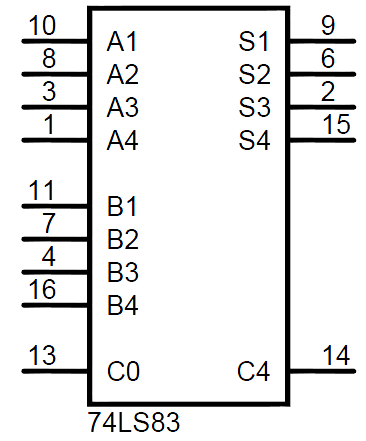 10 A1 S1 9
8 A2 S2 6
3 A3 S3 2
1 A4 S4 15
11 B1
7 B2
4 B3
16 B4
13 C0 C4 14
74LS83